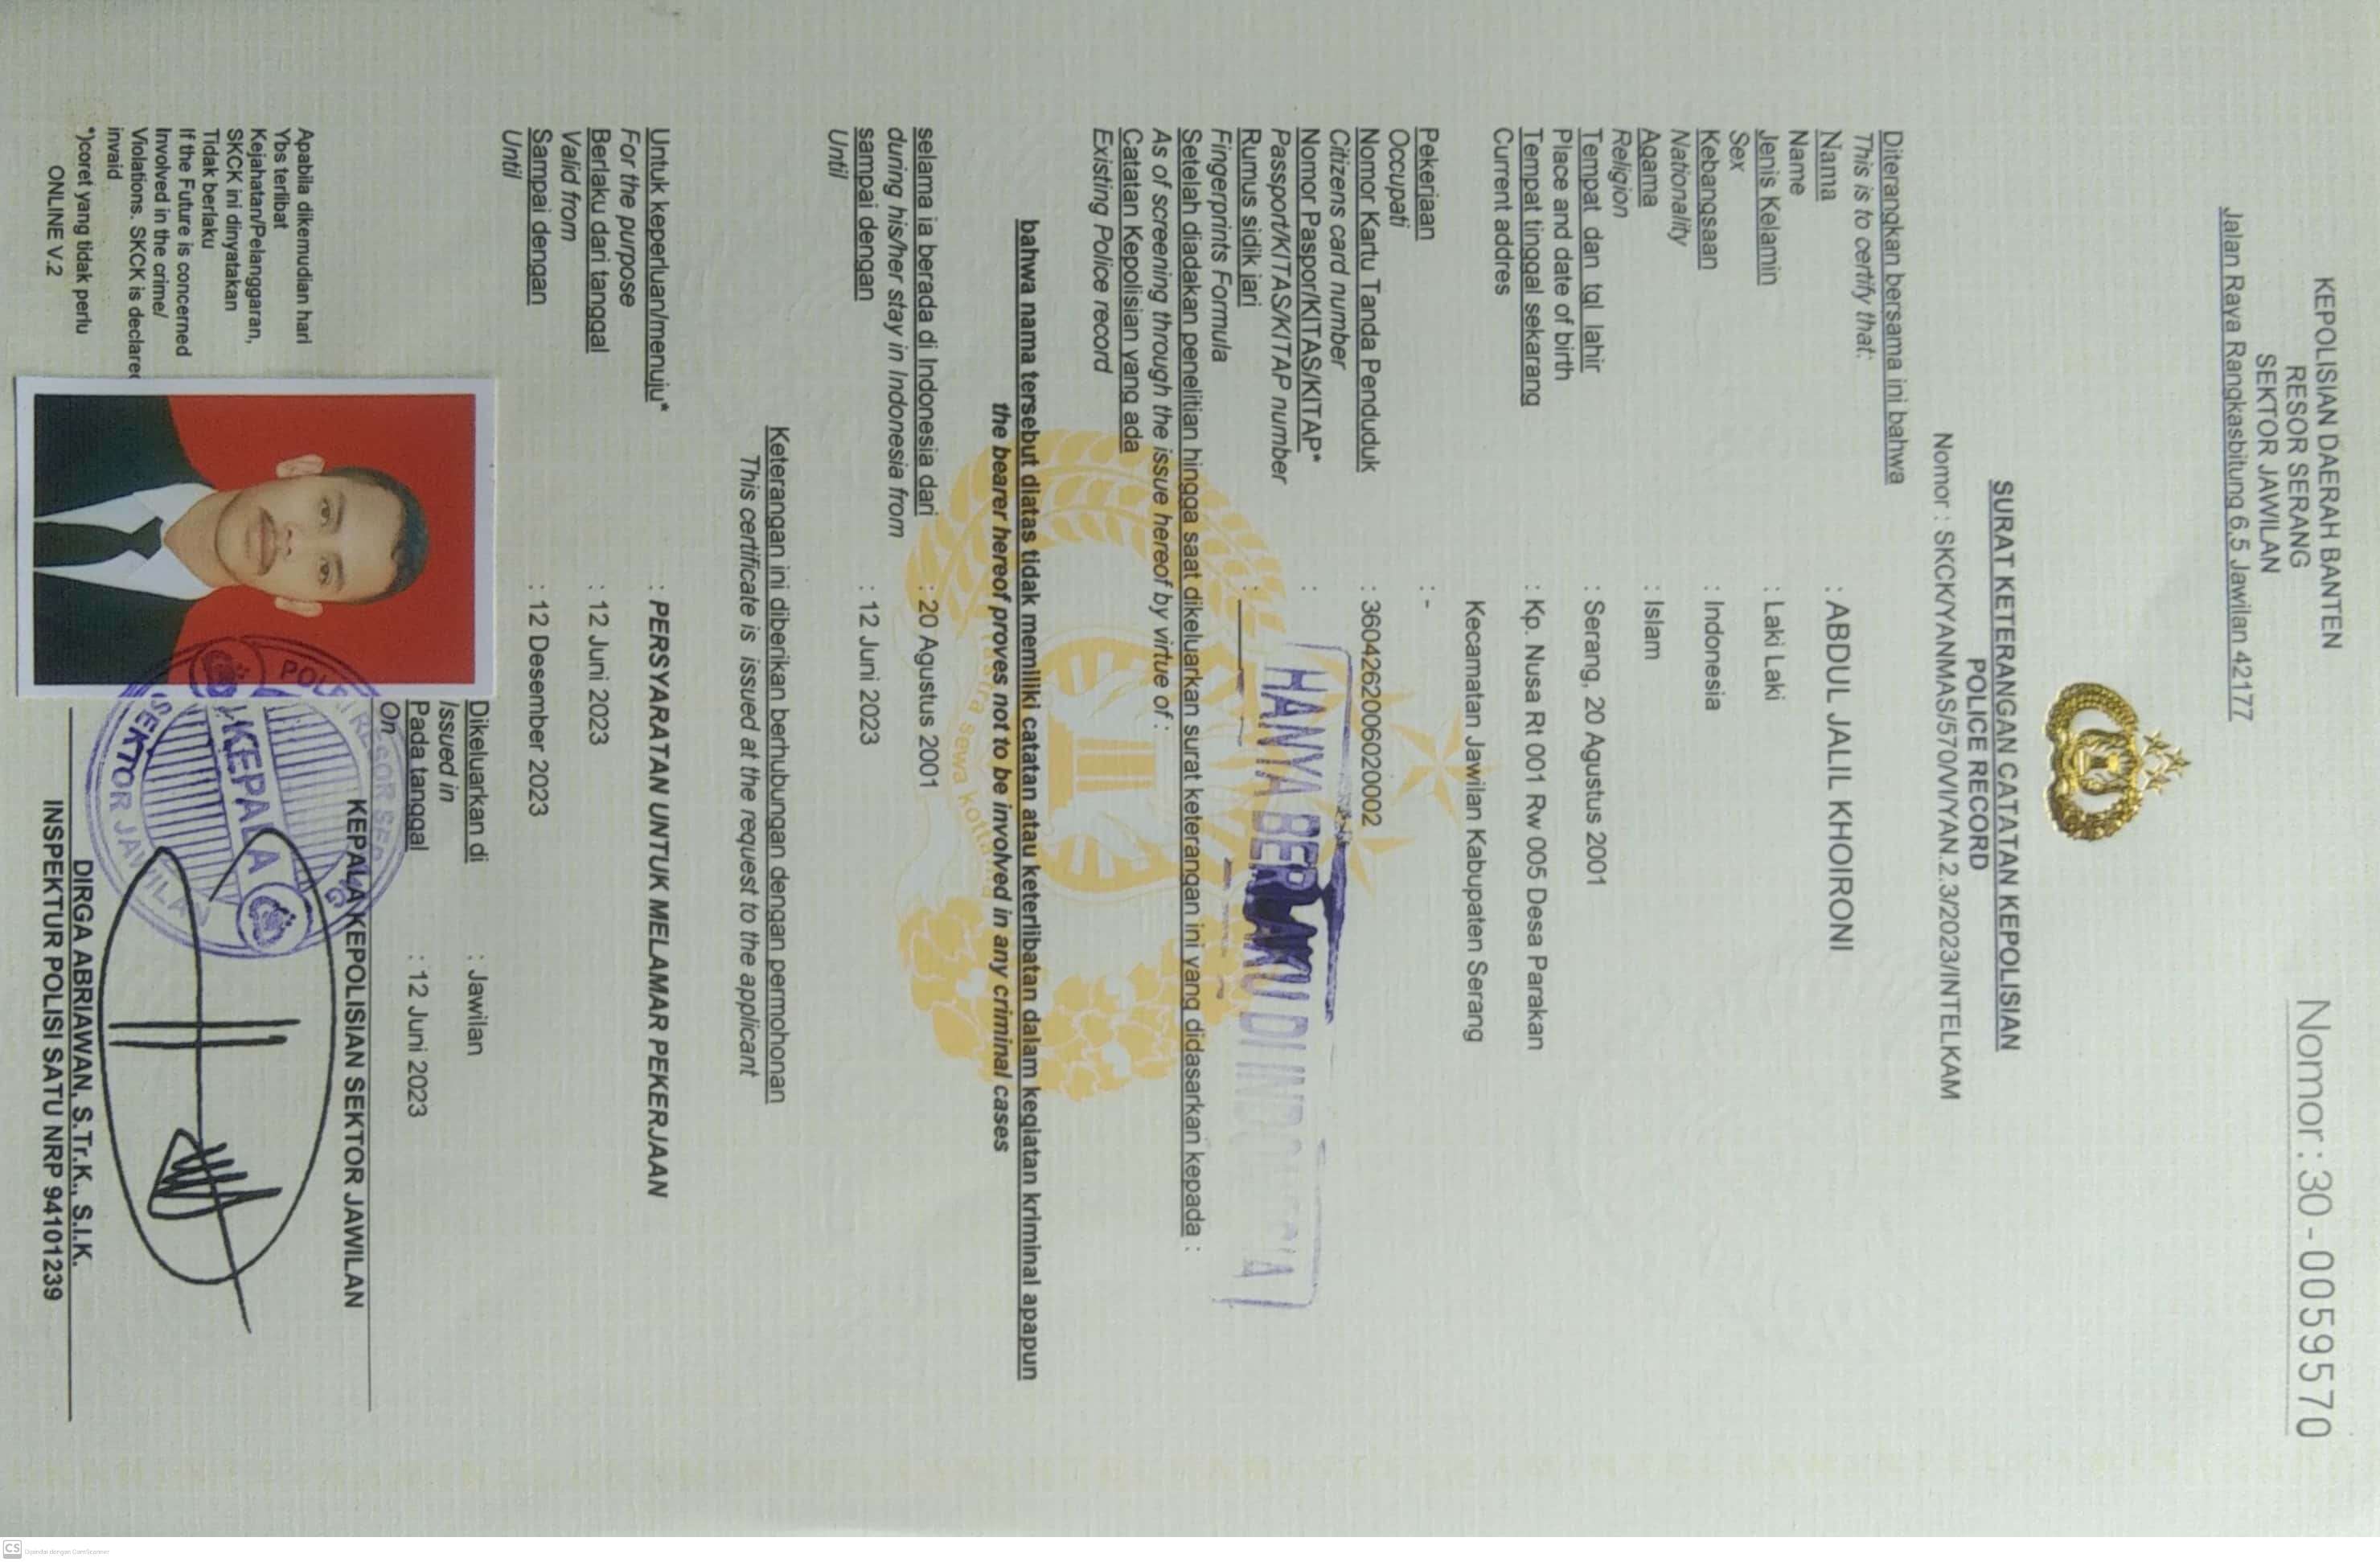 KEPOLISIAN DAERAH BANTEN
RESOR SERANG
SEKTOR JAWILAN
Jalan Raya Rangkasbitung 6,5 Jawilan 42177
Nomor : 30 - 0059570
SURAT KETERANGAN CATATAN KEPOLISIAN
POLICE RECORD
Nomor : SKCK/YANMAS/570/VI/YAN.2.3/2023/INTELKAM
Diterangkan bersama ini bahwa
This is to certify that:
Nama : ABDUL JALIL KHOIRONI
Name
Jenis Kelamin : Laki Laki
Sex
Kebangsaan : Indonesia
Nationality
Agama : Islam
Religion
Tempat dan tgl lahir : Serang, 20 Agustus 2001
Place and date of birth
Tempat tinggal sekarang : Kp. Nusa Rt 001 Rw 005 Desa Parakan
Current addres
Kecamatan Jawilan Kabupaten Serang
Pekerjaan : -
Occupati
Nomor Kartu Tanda Penduduk : 3604262006020002
Citizens card number
Nomor Paspor/KITAS/KITAP* :
Passport/KITAS/KITAP number
Rumus sidik jari :
Fingerprints Formula
HANYA BERLAKU DI INDONESIA
Setelah diadakan penelitian hingga saat dikeluarkan surat keterangan ini yang didasarkan kepada :
As of screening through the issue hereof by virtue of :
Catatan Kepolisian yang ada
Existing Police record
bahwa nama tersebut diatas tidak memiliki catatan atau keterlibatan dalam kegiatan kriminal apapun
the bearer hereof proves not to be involved in any criminal cases
selama ia berada di Indonesia dari : 20 Agustus 2001
during his/her stay in Indonesia from
sampai dengan : 12 Juni 2023
Until
Keterangan ini diberikan berhubungan dengan permohonan
This certificate is issued at the request to the applicant
Untuk keperluan/menuju* : PERSYARATAN UNTUK MELAMAR PEKERJAAN
For the purpose
Berlaku dari tanggal : 12 Juni 2023
Valid from
Sampai dengan : 12 Desember 2023
Until
Dikeluarkan di : Jawilan
Issued in
Pada tanggal : 12 Juni 2023
On
KEPALA KEPOLISIAN SEKTOR JAWILAN
KEPALA
SEKTOR JAWILAN
DIRGA ABRIAWAN, S.Tr.K., S.I.K.
INSPEKTUR POLISI SATU NRP 94101239
Apabila dikemudian hari
Ybs terlibat
Kejahatan/Pelanggaran,
SKCK ini dinyatakan
Tidak berlaku
If the Future is concerned
Involved in the crime/
Violations. SKCK is declared
invaid
*)coret yang tidak perlu
ONLINE V.2
CS